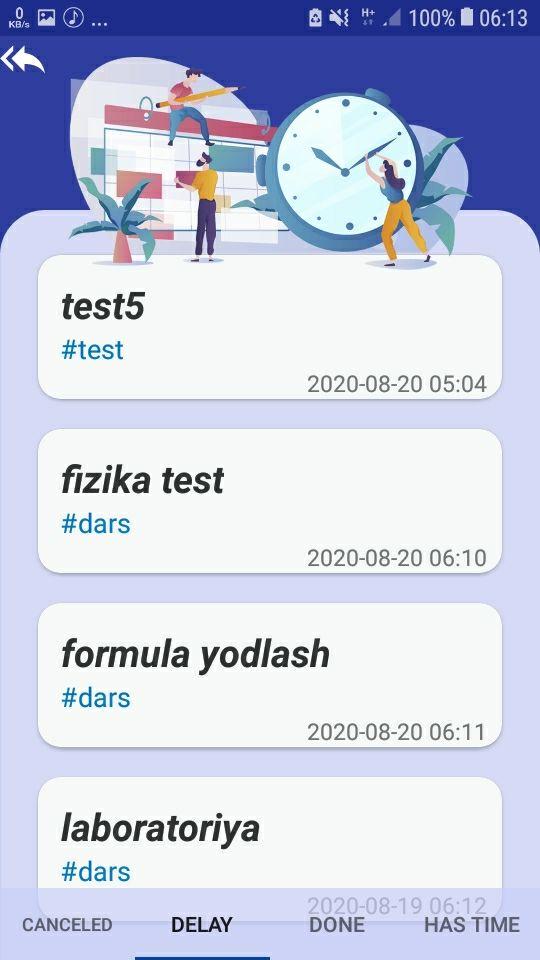 0
KB/s ... H+ 100% 06:13
test5
#test
2020-08-20 05:04
fizika test
#dars
2020-08-20 06:10
formula yodlash
#dars
2020-08-20 06:11
laboratoriya
#dars
2020-08-19 06:12
CANCELED DELAY DONE HAS TIME